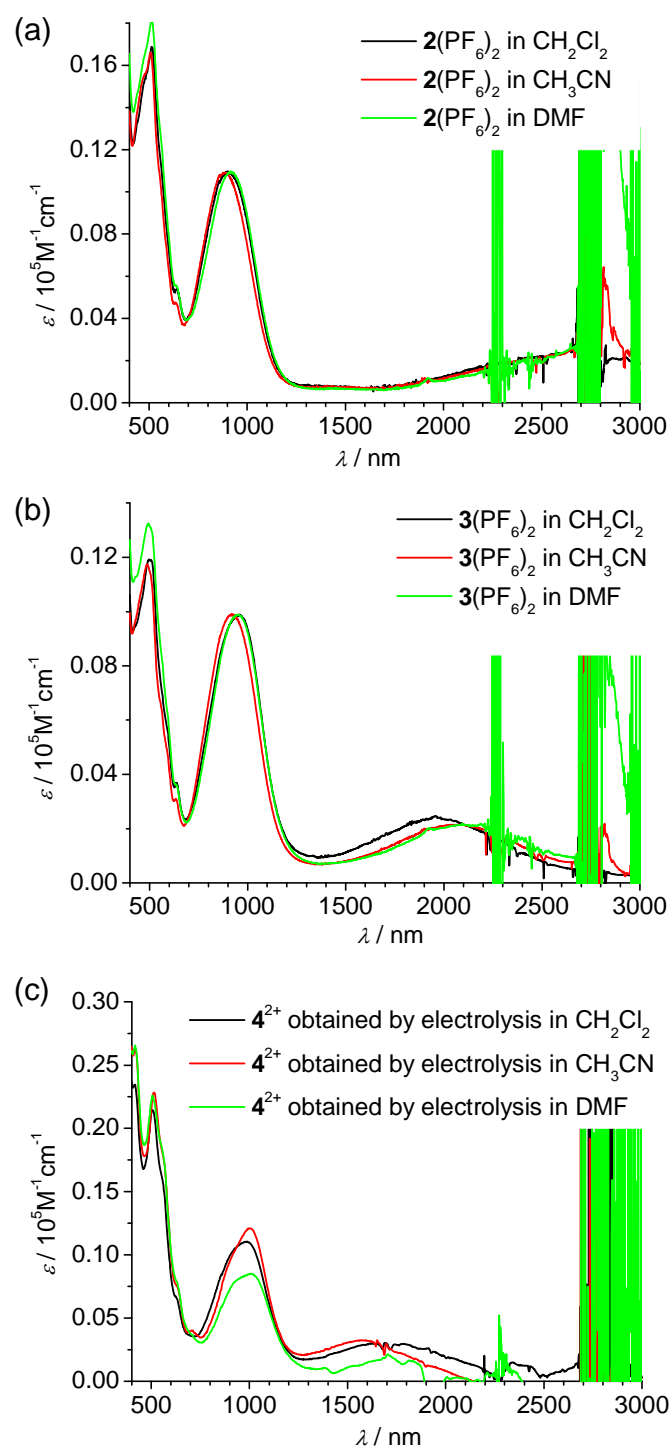 (a)
2(PF₆)₂ in CH₂Cl₂
2(PF₆)₂ in CH₃CN
2(PF₆)₂ in DMF
0.16
0.12
0.08
0.04
0.00
ε / 10⁵M⁻¹cm⁻¹
500 1000 1500 2000 2500 3000
λ / nm
(b)
3(PF₆)₂ in CH₂Cl₂
3(PF₆)₂ in CH₃CN
3(PF₆)₂ in DMF
0.12
0.08
0.04
0.00
ε / 10⁵M⁻¹cm⁻¹
500 1000 1500 2000 2500 3000
λ / nm
(c)
4²⁺ obtained by electrolysis in CH₂Cl₂
4²⁺ obtained by electrolysis in CH₃CN
4²⁺ obtained by electrolysis in DMF
0.30
0.25
0.20
0.15
0.10
0.05
0.00
ε / 10⁵M⁻¹cm⁻¹
500 1000 1500 2000 2500 3000
λ / nm